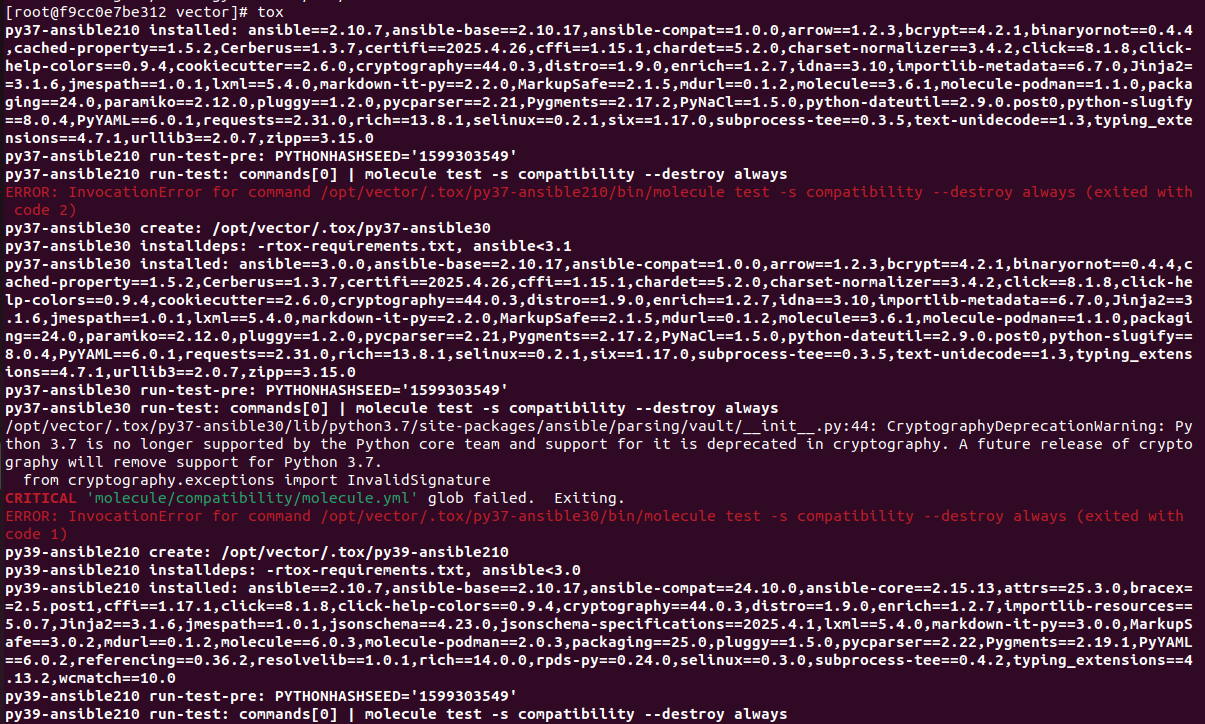 [root@f9cc0e7be312 vector]# tox
py37-ansible210 installed: ansible==2.10.7,ansible-base==2.10.17,ansible-compat==1.0.0,arrow==1.2.3,bcrypt==4.2.1,binaryornot==0.4.4
,cached-property==1.5.2,Cerberus==1.3.7,certifi==2025.4.26,cffi==1.15.1,chardet==5.2.0,charset-normalizer==3.4.2,click==8.1.8,click-
help-colors==0.9.4,cookiecutter==2.6.0,cryptography==44.0.3,distro==1.9.0,enrich==1.2.7,idna==3.10,importlib-metadata==6.7.0,Jinja2=
=3.1.6,jmespath==1.0.1,lxml==5.4.0,markdown-it-py==2.2.0,MarkupSafe==2.1.5,mdurl==0.1.2,molecule==3.6.1,molecule-podman==1.1.0,packa
ging==24.0,paramiko==2.12.0,pluggy==1.2.0,pycparser==2.21,Pygments==2.17.2,PyNaCl==1.5.0,python-dateutil==2.9.0.post0,python-slugify
==8.0.4,PyYAML==6.0.1,requests==2.31.0,rich==13.8.1,selinux==0.2.1,six==1.17.0,subprocess-tee==0.3.5,text-unidecode==1.3,typing_exte
nsions==4.7.1,urllib3==2.0.7,zipp==3.15.0
py37-ansible210 run-test-pre: PYTHONHASHSEED='1599303549'
py37-ansible210 run-test: commands[0] | molecule test -s compatibility --destroy always
ERROR: InvocationError for command /opt/vector/.tox/py37-ansible210/bin/molecule test -s compatibility --destroy always (exited with
 code 2)
py37-ansible30 create: /opt/vector/.tox/py37-ansible30
py37-ansible30 installdeps: -rtox-requirements.txt, ansible<3.1
py37-ansible30 installed: ansible==3.0.0,ansible-base==2.10.17,ansible-compat==1.0.0,arrow==1.2.3,bcrypt==4.2.1,binaryornot==0.4.4,c
ached-property==1.5.2,Cerberus==1.3.7,certifi==2025.4.26,cffi==1.15.1,chardet==5.2.0,charset-normalizer==3.4.2,click==8.1.8,click-he
lp-colors==0.9.4,cookiecutter==2.6.0,cryptography==44.0.3,distro==1.9.0,enrich==1.2.7,idna==3.10,importlib-metadata==6.7.0,Jinja2==3
.1.6,jmespath==1.0.1,lxml==5.4.0,markdown-it-py==2.2.0,MarkupSafe==2.1.5,mdurl==0.1.2,molecule==3.6.1,molecule-podman==1.1.0,packagi
ng==24.0,paramiko==2.12.0,pluggy==1.2.0,pycparser==2.21,Pygments==2.17.2,PyNaCl==1.5.0,python-dateutil==2.9.0.post0,python-slugify==
8.0.4,PyYAML==6.0.1,requests==2.31.0,rich==13.8.1,selinux==0.2.1,six==1.17.0,subprocess-tee==0.3.5,text-unidecode==1.3,typing_extens
ions==4.7.1,urllib3==2.0.7,zipp==3.15.0
py37-ansible30 run-test-pre: PYTHONHASHSEED='1599303549'
py37-ansible30 run-test: commands[0] | molecule test -s compatibility --destroy always
/opt/vector/.tox/py37-ansible30/lib/python3.7/site-packages/ansible/parsing/vault/__init__.py:44: CryptographyDeprecationWarning: Py
thon 3.7 is no longer supported by the Python core team and support for it is deprecated in cryptography. A future release of crypto
graphy will remove support for Python 3.7.
  from cryptography.exceptions import InvalidSignature
CRITICAL 'molecule/compatibility/molecule.yml' glob failed.  Exiting.
ERROR: InvocationError for command /opt/vector/.tox/py37-ansible30/bin/molecule test -s compatibility --destroy always (exited with
code 1)
py39-ansible210 create: /opt/vector/.tox/py39-ansible210
py39-ansible210 installdeps: -rtox-requirements.txt, ansible<3.0
py39-ansible210 installed: ansible==2.10.7,ansible-base==2.10.17,ansible-compat==24.10.0,ansible-core==2.15.13,attrs==25.3.0,bracex=
=2.5.post1,cffi==1.17.1,click==8.1.8,click-help-colors==0.9.4,cryptography==44.0.3,distro==1.9.0,enrich==1.2.7,importlib-resources==
5.0.7,Jinja2==3.1.6,jmespath==1.0.1,jsonschema==4.23.0,jsonschema-specifications==2025.4.1,lxml==5.4.0,markdown-it-py==3.0.0,MarkupS
afe==3.0.2,mdurl==0.1.2,molecule==6.0.3,molecule-podman==2.0.3,packaging==25.0,pluggy==1.5.0,pycparser==2.22,Pygments==2.19.1,PyYAML
==6.0.2,referencing==0.36.2,resolvelib==1.0.1,rich==14.0.0,rpds-py==0.24.0,selinux==0.3.0,subprocess-tee==0.4.2,typing_extensions==4
.13.2,wcmatch==10.0
py39-ansible210 run-test-pre: PYTHONHASHSEED='1599303549'
py39-ansible210 run-test: commands[0] | molecule test -s compatibility --destroy always